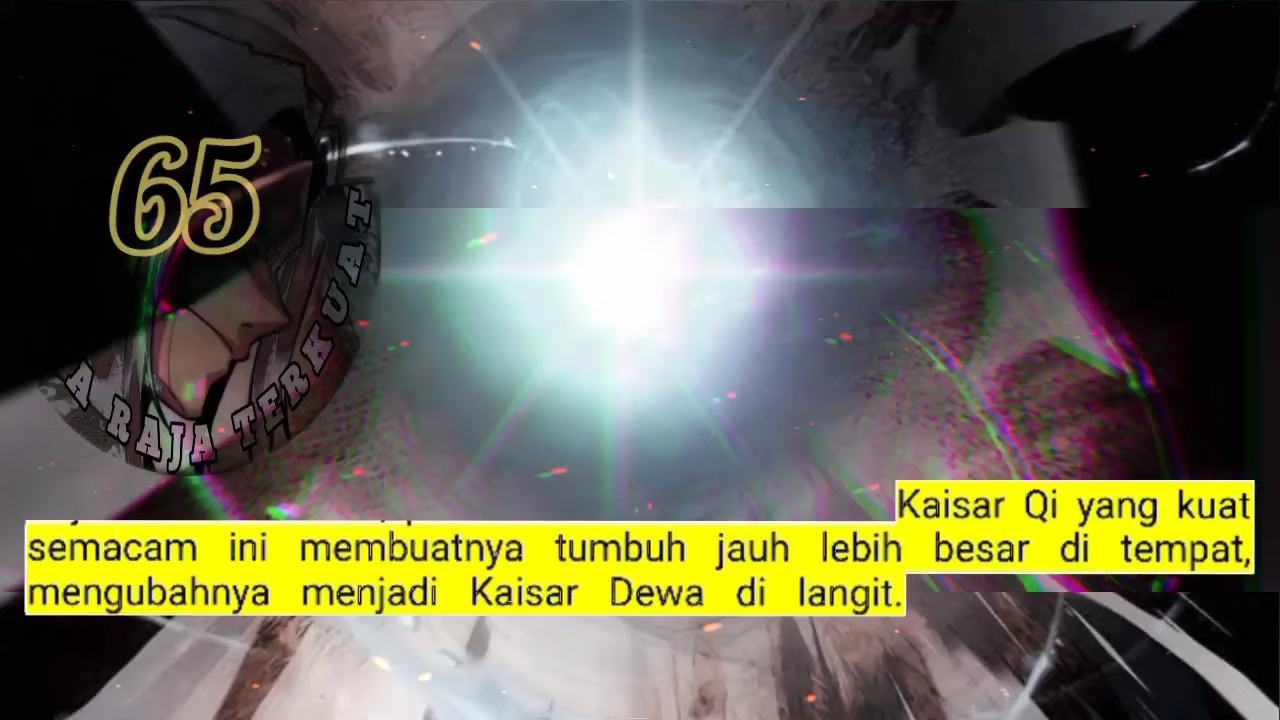 65
A RAJA TERKUAT
Kaisar Qi yang kuat
semacam ini membuatnya tumbuh jauh lebih besar di tempat,
mengubahnya menjadi Kaisar Dewa di langit.